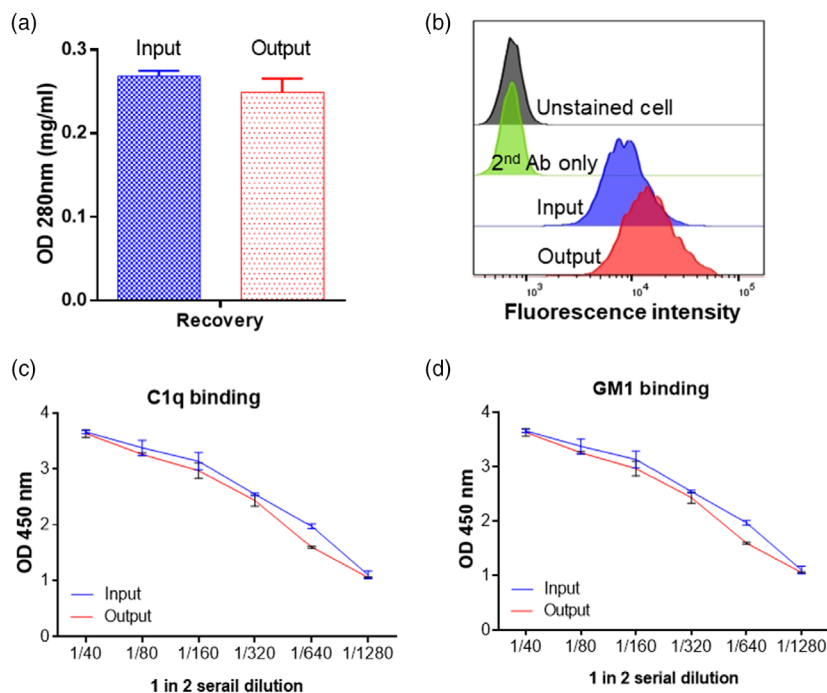 (a)
Input Output
0.3
0.2
0.1
0.0
OD 280nm (mg/ml)
Recovery
(b)
Unstained cell
2nd Ab only
Input
Output
10³ 10⁴ 10⁵
Fluorescence intensity
(c)
C1q binding
4
3
2
1
0
OD 450 nm
Input
Output
1/40 1/80 1/160 1/320 1/640 1/1280
1 in 2 serail dilution
(d)
GM1 binding
4
3
2
1
0
OD 450 nm
Input
Output
1/40 1/80 1/160 1/320 1/640 1/1280
1 in 2 serail dilution